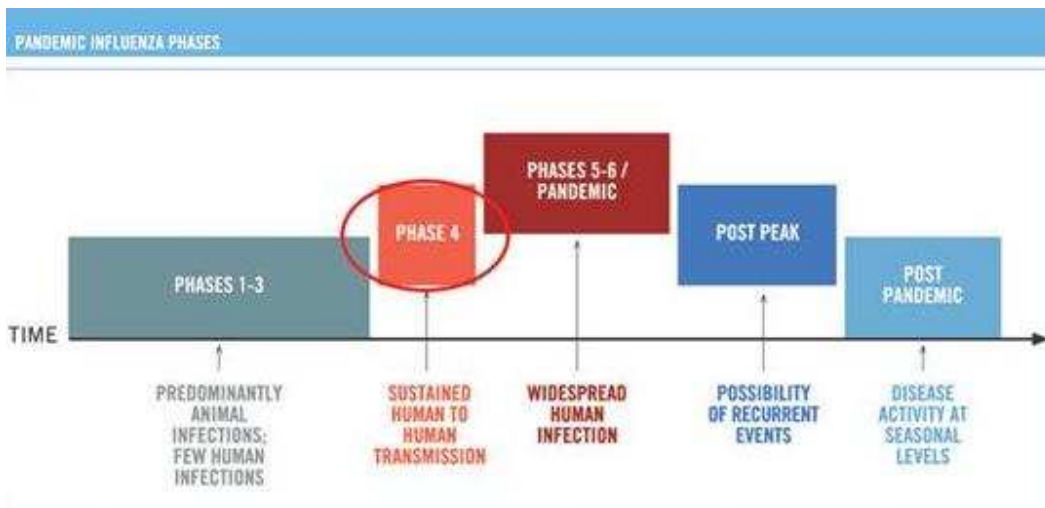 PANDEMIC INFLUENZA PHASES
PHASES 5-6 /
PANDEMIC
PHASE 4
POST PEAK
PHASES 1-3
POST
PANDEMIC
TIME
PREDOMINANTLY
ANIMAL
INFECTIONS;
FEW HUMAN
INFECTIONS
SUSTAINED
HUMAN TO
HUMAN
TRANSMISSION
WIDESPREAD
HUMAN
INFECTION
POSSIBILITY
OF RECURRENT
EVENTS
DISEASE
ACTIVITY AT
SEASONAL
LEVELS